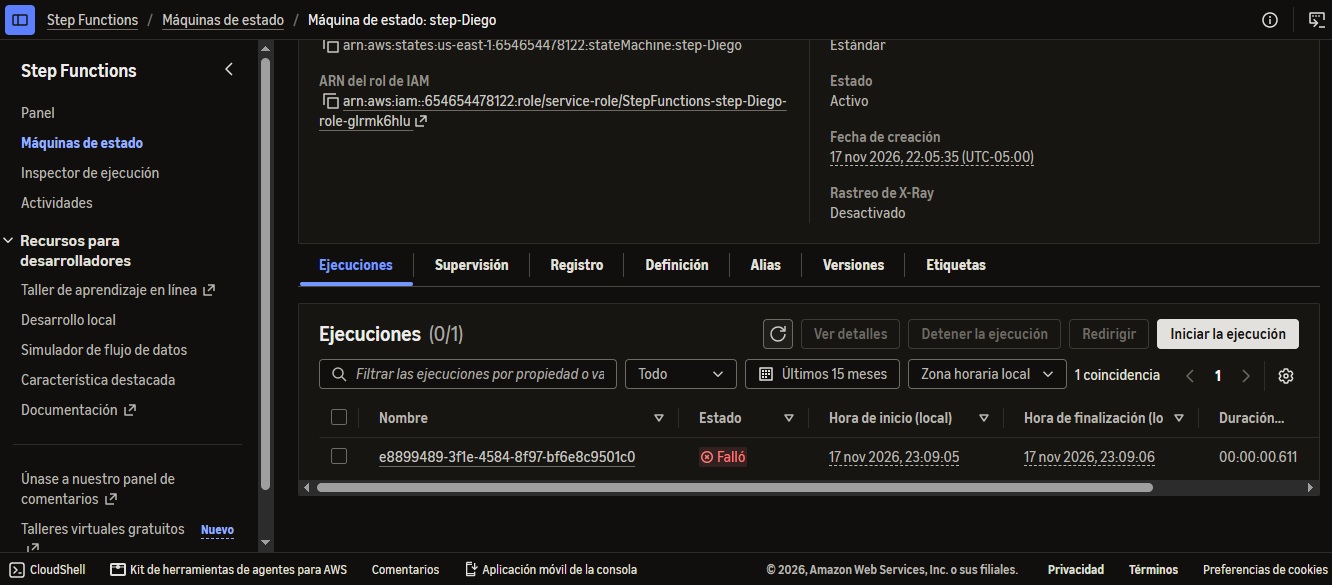 Step Functions / Máquinas de estado / Máquina de estado: step-Diego
Step Functions
Panel
Máquinas de estado
Inspector de ejecución
Actividades
Recursos para
desarrolladores
Taller de aprendizaje en línea
Desarrollo local
Simulador de flujo de datos
Característica destacada
Documentación
Únase a nuestro panel de
comentarios
Talleres virtuales gratuitos Nuevo
arn:aws:states:us-east-1:654654478122:stateMachine:step-Diego
ARN del rol de IAM
arn:aws:iam::654654478122:role/service-role/StepFunctions-step-Diego-
role-glrmk6hlu
Estándar
Estado
Activo
Fecha de creación
17 nov 2026, 22:05:35 (UTC-05:00)
Rastreo de X-Ray
Desactivado
Ejecuciones Supervisión Registro Definición Alias Versiones Etiquetas
Ejecuciones (0/1) Ver detalles Detener la ejecución Redirigir Iniciar la ejecución
Filtrar las ejecuciones por propiedad o va Todo Últimos 15 meses Zona horaria local 1 coincidencia 1
Nombre Estado Hora de inicio (local) Hora de finalización (lo Duración...
e8899489-3f1e-4584-8f97-bf6e8c9501c0 Falló 17 nov 2026, 23:09:05 17 nov 2026, 23:09:06 00:00:00.611
CloudShell Kit de herramientas de agentes para AWS Comentarios Aplicación móvil de la consola © 2026, Amazon Web Services, Inc. o sus filiales. Privacidad Términos Preferencias de cookies